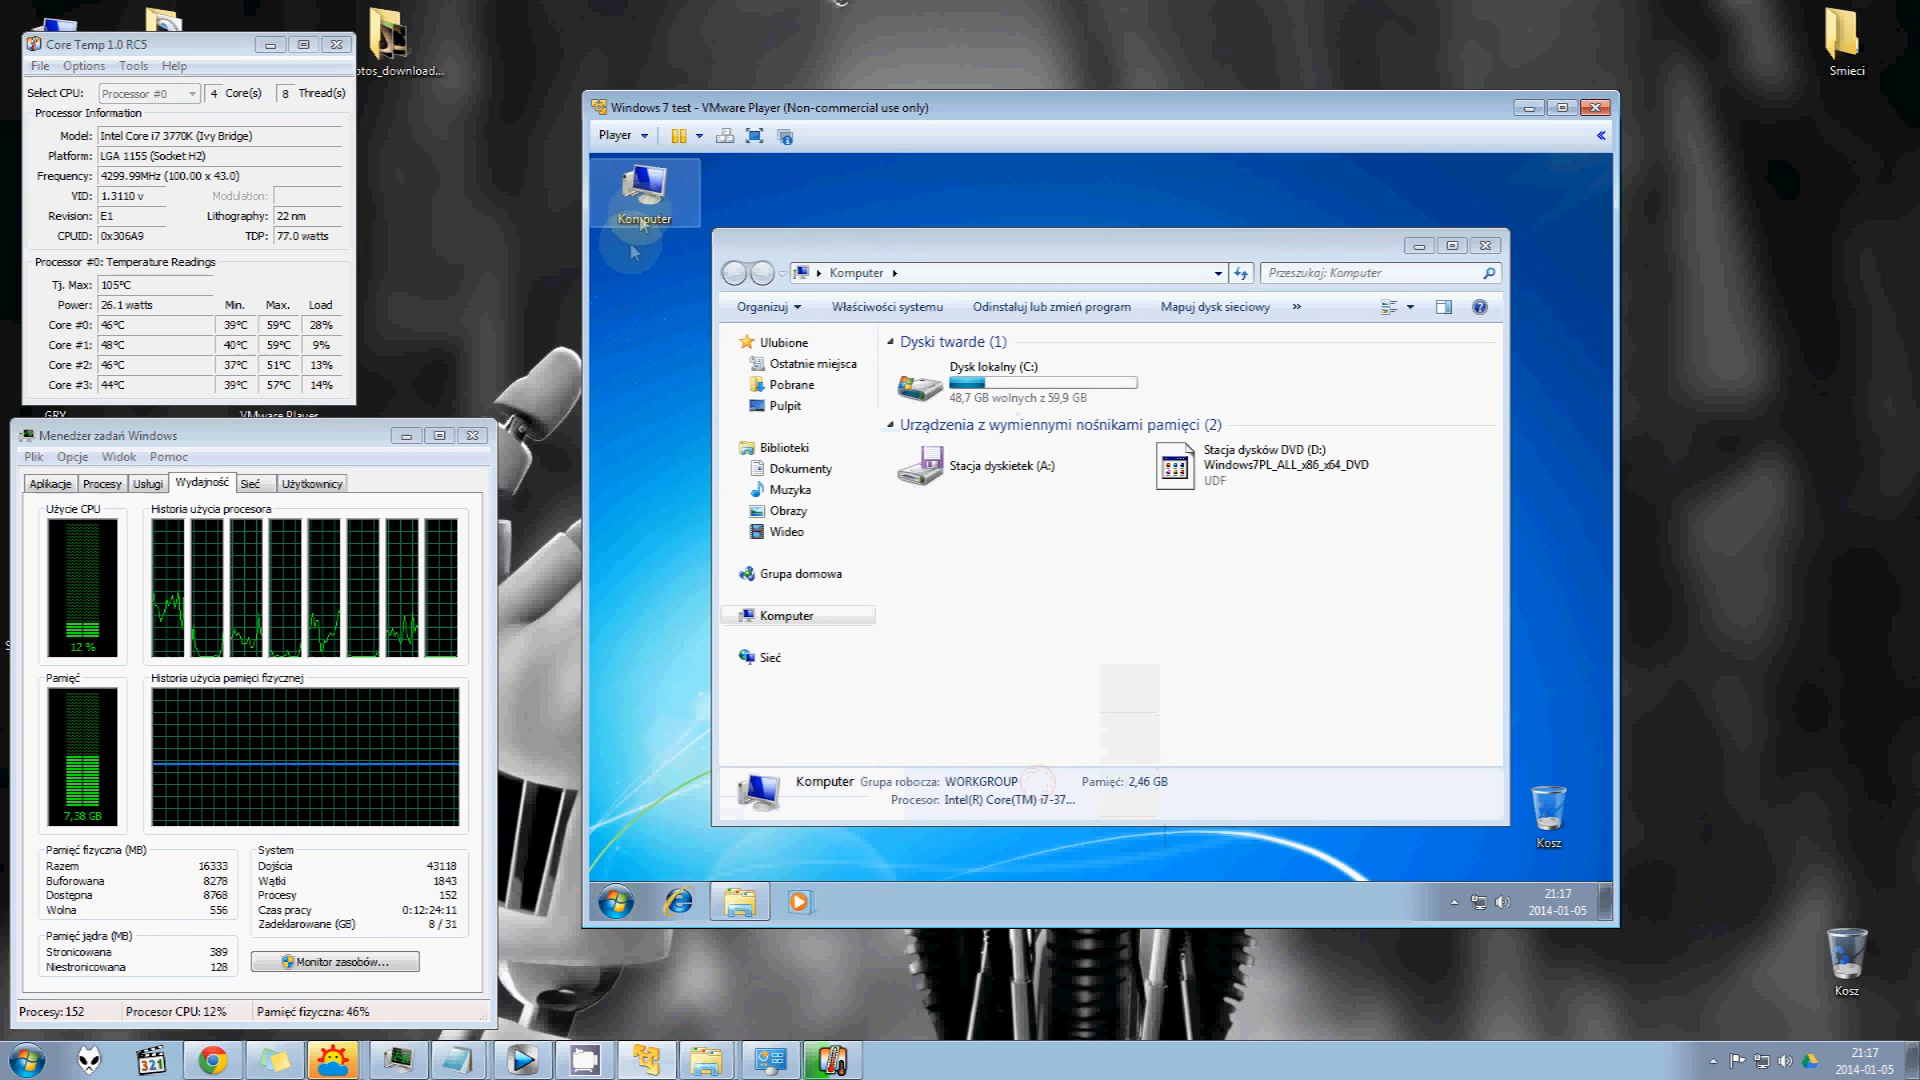 Core Temp 1.0 RC5
File Options Tools Help
Select CPU: Processor #0 4 Core(s) 8 Thread(s)
Processor Information
Model: Intel Core i7 3770K (Ivy Bridge)
Platform: LGA 1155 (Socket H2)
Frequency: 4299.99MHz (100.00 x 43.0)
VID: 1.3110 v Modulation:
Revision: E1 Lithography: 22 nm
CPUID: 0x306A9 TDP: 77.0 watts
Processor #0: Temperature Readings
Tj. Max: 105°C
Power: 26.1 watts Min. Max. Load
Core #0: 46°C 39°C 59°C 28%
Core #1: 48°C 40°C 59°C 9%
Core #2: 46°C 37°C 51°C 13%
Core #3: 44°C 39°C 57°C 14%
otos_download...
Smieci
GRY
VMware Player
Menedżer zadań Windows
Plik Opcje Widok Pomoc
Aplikacje Procesy Usługi Wydajność Sieć Użytkownicy
Użycie CPU Historia użycia procesora
12 %
Pamięć Historia użycia pamięci fizycznej
7,38 GB
Pamięć fizyczna (MB)
Razem 16333
Buforowana 8278
Dostępna 8768
Wolna 556
System
Dojścia 43118
Wątki 1843
Procesy 152
Czas pracy 0:12:24:11
Zadeklarowane (GB) 8 / 31
Pamięć jądra (MB)
Stronicowana 389
Niestronicowana 128
Monitor zasobów...
Procesy: 152 Procesor CPU: 12% Pamięć fizyczna: 46%
Windows 7 test - VMware Player (Non-commercial use only)
Player
Komputer
Komputer
Przeszukaj: Komputer
Organizuj Właściwości systemu Odinstaluj lub zmień program Mapuj dysk sieciowy »
Ulubione
Ostatnie miejsca
Pobrane
Pulpit
Biblioteki
Dokumenty
Muzyka
Obrazy
Wideo
Grupa domowa
Komputer
Sieć
Dyski twarde (1)
Dysk lokalny (C:)
48,7 GB wolnych z 59,9 GB
Urządzenia z wymiennymi nośnikami pamięci (2)
Stacja dyskietek (A:)
Stacja dysków DVD (D:)
Windows7PL_ALL_x86_x64_DVD
UDF
Komputer Grupa robocza: WORKGROUP Pamięć: 2,46 GB
Procesor: Intel(R) Core(TM) i7-37...
Kosz
21:17
2014-01-05
Kosz
321
21:17
2014-01-05